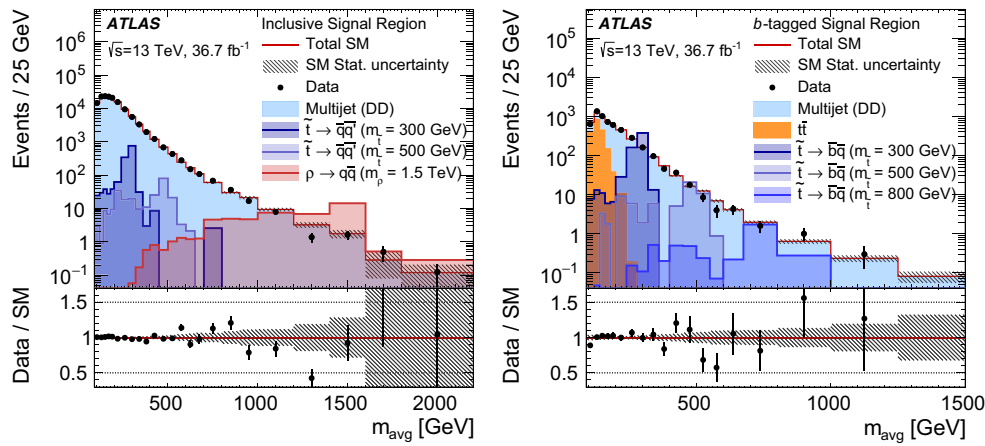 ATLAS
√s=13 TeV, 36.7 fb⁻¹
Inclusive Signal Region
Total SM
SM Stat. uncertainty
Data
Multijet (DD)
t̃ → q̄q̄' (m_t̃ = 300 GeV)
t̃ → q̄q̄' (m_t̃ = 500 GeV)
ρ → qq̄ (m_ρ = 1.5 TeV)
Events / 25 GeV
10⁶
10⁵
10⁴
10³
10²
10
1
10⁻¹
Data / SM
1.5
1
0.5
500 1000 1500 2000
m_avg [GeV]
ATLAS
√s=13 TeV, 36.7 fb⁻¹
b-tagged Signal Region
Total SM
SM Stat. uncertainty
Data
Multijet (DD)
tt̄
t̃ → b̄q̄ (m_t̃ = 300 GeV)
t̃ → b̄q̄ (m_t̃ = 500 GeV)
t̃ → b̄q̄ (m_t̃ = 800 GeV)
Events / 25 GeV
10⁵
10⁴
10³
10²
10
1
10⁻¹
Data / SM
1.5
1
0.5
500 1000 1500
m_avg [GeV]